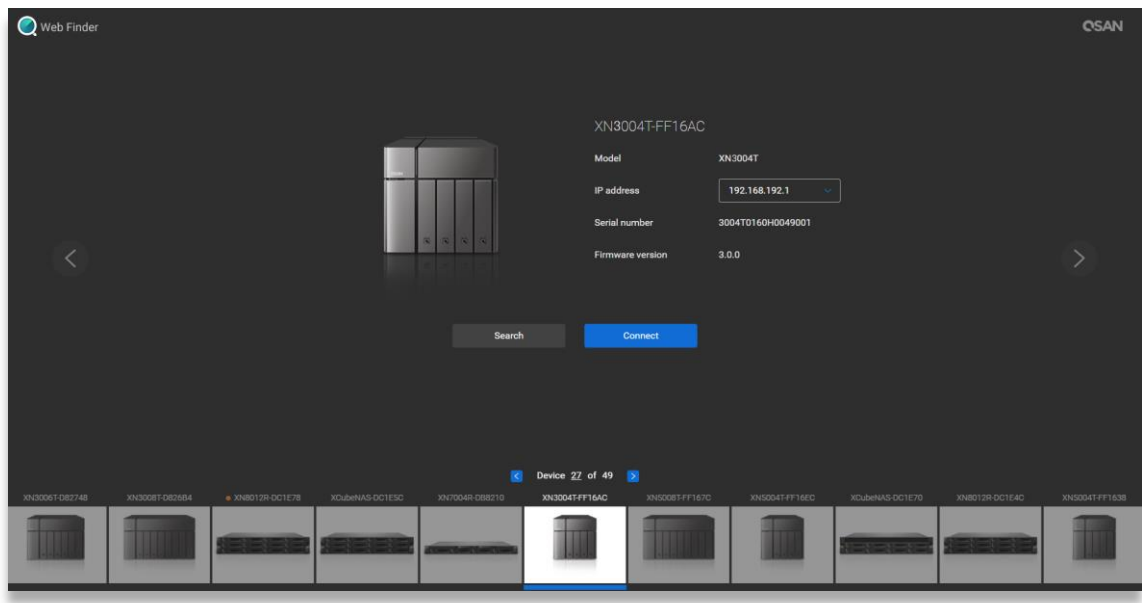 Web Finder
QSAN
XN3004T-FF16AC
Model XN3004T
IP address 192.168.192.1
Serial number 3004T0160H0049001
Firmware version 3.0.0
Search Connect
Device 27 of 49
XN3006T-D82748 XN3008T-D826B4 XN8012R-DC1E78 XCubeNAS-DC1E5C XN7004R-DB8210 XN3004T-FF16AC XN5008T-FF167C XN5004T-FF16EC XCubeNAS-DC1E70 XN8012R-DC1E4C XN5004T-FF1638